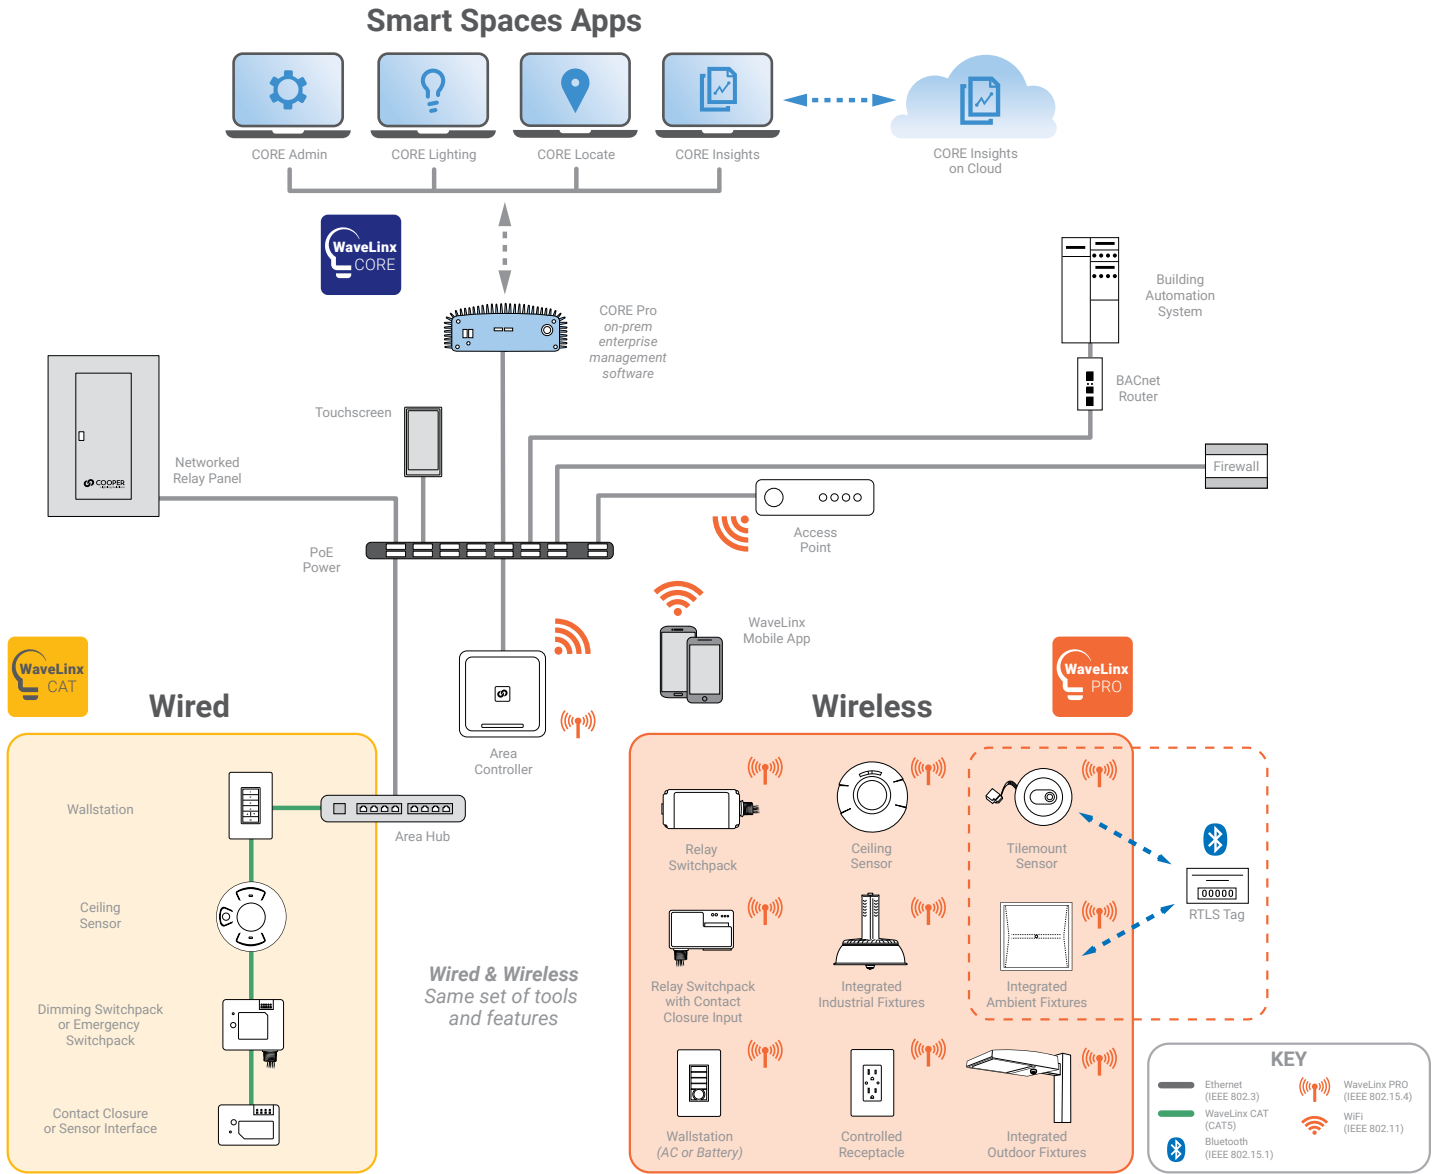 Smart Spaces Apps
CORE Admin
CORE Lighting
CORE Locate
CORE Insights
CORE Insights
on Cloud
WaveLinx
CORE
CORE Pro
on-prem
enterprise
management
software
Building
Automation
System
BACnet
Router
Touchscreen
Networked
Relay Panel
COOPER
Firewall
Access
Point
PoE
Power
WaveLinx
Mobile App
WaveLinx
CAT
Wired
Area
Controller
Wireless
WaveLinx
PRO
Wallstation
Area Hub
Ceiling
Sensor
Dimming Switchpack
or Emergency
Switchpack
Contact Closure
or Sensor Interface
Wired & Wireless
Same set of tools
and features
Relay
Switchpack
Ceiling
Sensor
Tilemount
Sensor
00000
RTLS Tag
Relay Switchpack
with Contact
Closure Input
Integrated
Industrial Fixtures
Integrated
Ambient Fixtures
Wallstation
(AC or Battery)
Controlled
Receptacle
Integrated
Outdoor Fixtures
KEY
Ethernet
(IEEE 802.3)
WaveLinx CAT
(CAT5)
Bluetooth
(IEEE 802.15.1)
WaveLinx PRO
(IEEE 802.15.4)
WiFi
(IEEE 802.11)